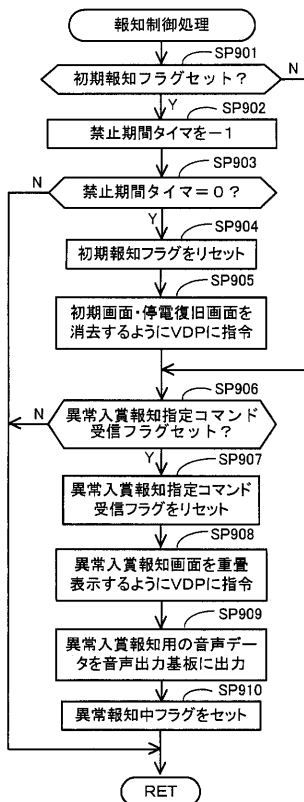 報知制御処理
SP901
初期報知フラグセット?
N
Y
SP902
禁止期間タイマを-1
SP903
N
禁止期間タイマ=0?
Y
SP904
初期報知フラグをリセット
SP905
初期画面・停電復旧画面を
消去するようにVDPに指令
SP906
N
異常入賞報知指定コマンド
受信フラグセット?
Y
SP907
異常入賞報知指定コマンド
受信フラグをリセット
SP908
異常入賞報知画面を重畳
表示するようにVDPに指令
SP909
異常入賞報知用の音声データ
を音声出力基板に出力
SP910
異常報知中フラグをセット
RET